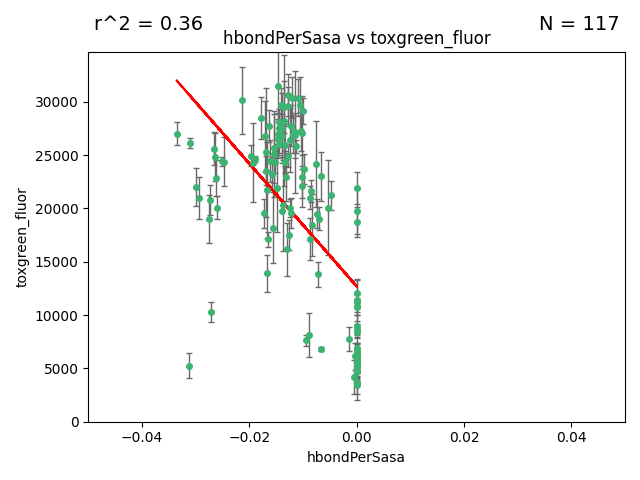 r^2 = 0.36
N = 117
hbondPerSasa vs toxgreen_fluor
30000
25000
20000
15000
10000
5000
0
toxgreen_fluor
−0.04
−0.02
0.00
0.02
0.04
hbondPerSasa